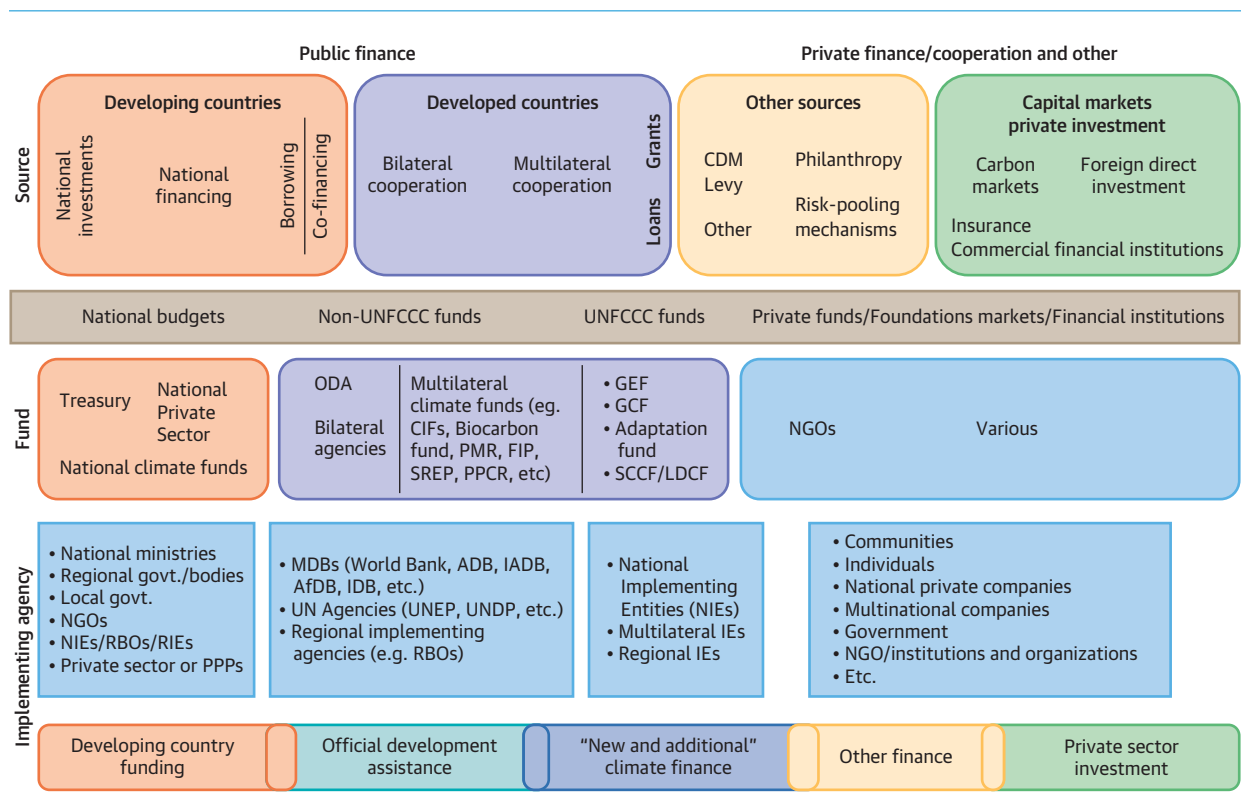 Public finance
Private finance/cooperation and other
Source
Developing countries
National
investments
National
financing
Borrowing
Co-financing
Developed countries
Bilateral
cooperation
Multilateral
cooperation
Loans
Grants
Other sources
CDM
Levy
Other
Philanthropy
Risk-pooling
mechanisms
Capital markets
private investment
Carbon
markets
Foreign direct
investment
Insurance
Commercial financial institutions
National budgets
Non-UNFCCC funds
UNFCCC funds
Private funds/Foundations markets/Financial institutions
Fund
Treasury
National
Private
Sector
National climate funds
ODA
Bilateral
agencies
Multilateral
climate funds (eg.
CIFs, Biocarbon
fund, PMR, FIP,
SREP, PPCR, etc)
• GEF
• GCF
• Adaptation
fund
• SCCF/LDCF
NGOs
Various
Implementing agency
• National ministries
• Regional govt./bodies
• Local govt.
• NGOs
• NIEs/RBOs/RIEs
• Private sector or PPPs
• MDBs (World Bank, ADB, IADB,
AfDB, IDB, etc.)
• UN Agencies (UNEP, UNDP, etc.)
• Regional implementing
agencies (e.g. RBOs)
• National
Implementing
Entities (NIEs)
• Multilateral IEs
• Regional IEs
• Communities
• Individuals
• National private companies
• Multinational companies
• Government
• NGO/institutions and organizations
• Etc.
Developing country
funding
Official development
assistance
“New and additional”
climate finance
Other finance
Private sector
investment